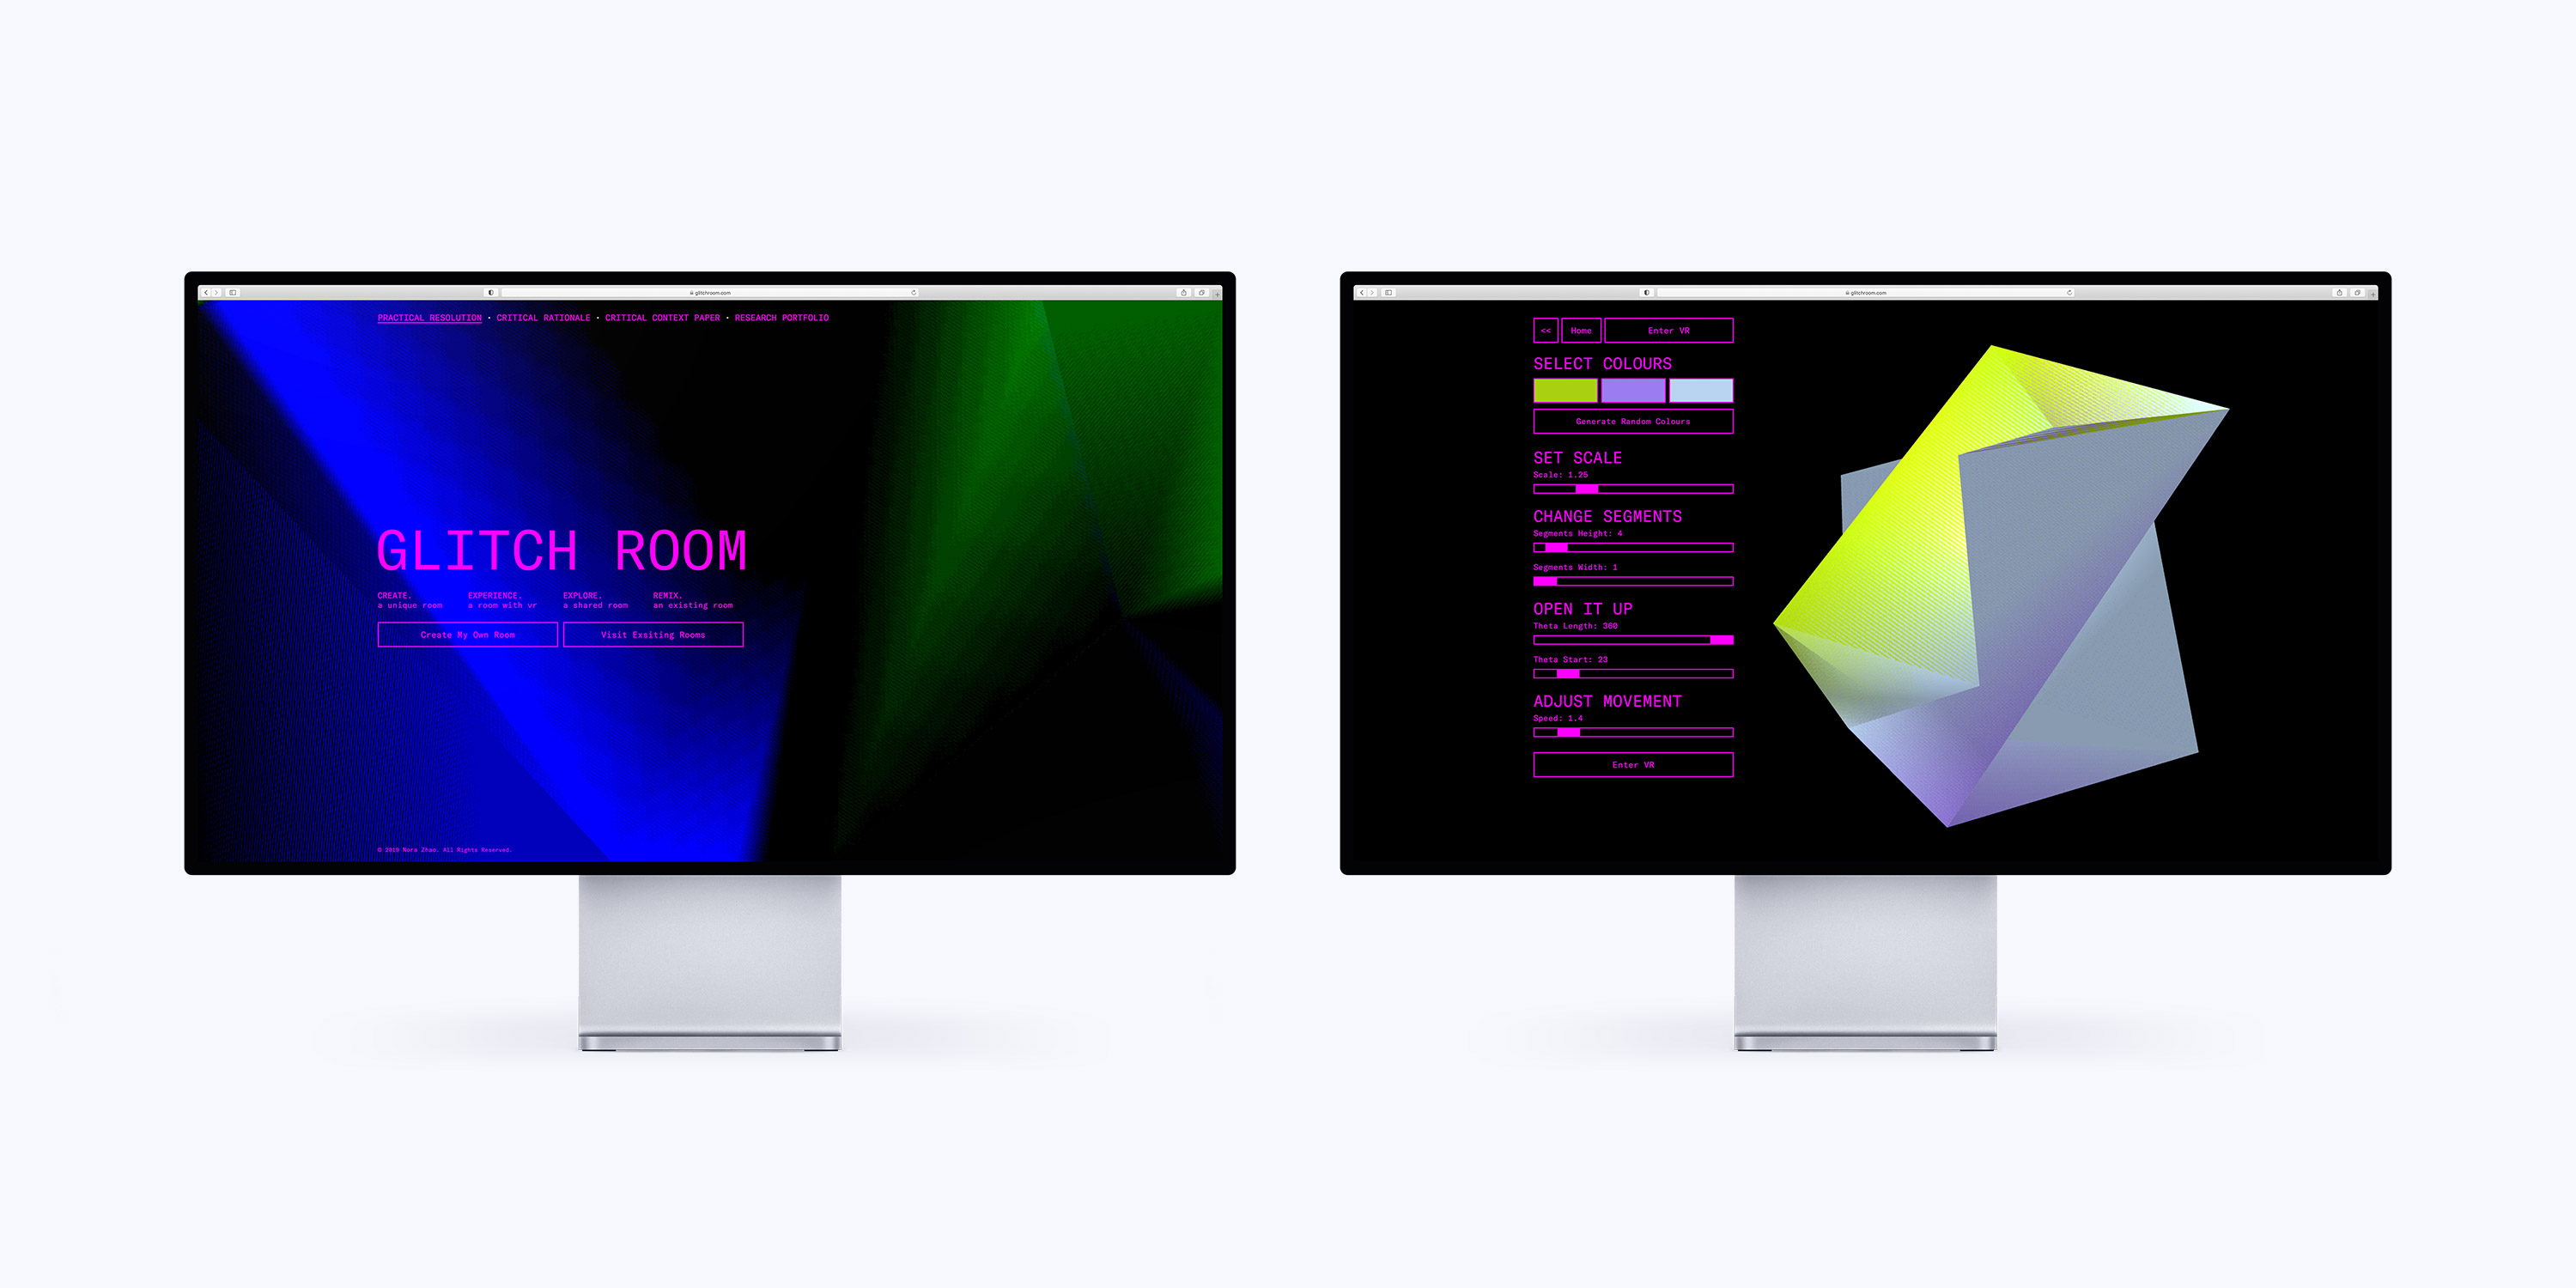 glitchroom.com
PRACTICAL RESOLUTION • CRITICAL RATIONALE • CRITICAL CONTEXT PAPER • RESEARCH PORTFOLIO
GLITCH ROOM
CREATE.
a unique room
EXPERIENCE.
a room with vr
EXPLORE.
a shared room
REMIX.
an existing room
Create My Own Room
Visit Exsiting Rooms
© 2019 Nora Zhao. All Rights Reserved.
glitchroom.com
<< Home Enter VR
SELECT COLOURS
Generate Random Colours
SET SCALE
Scale: 1.25
CHANGE SEGMENTS
Segments Height: 4
Segments Width: 1
OPEN IT UP
Theta Length: 360
Theta Start: 23
ADJUST MOVEMENT
Speed: 1.4
Enter VR